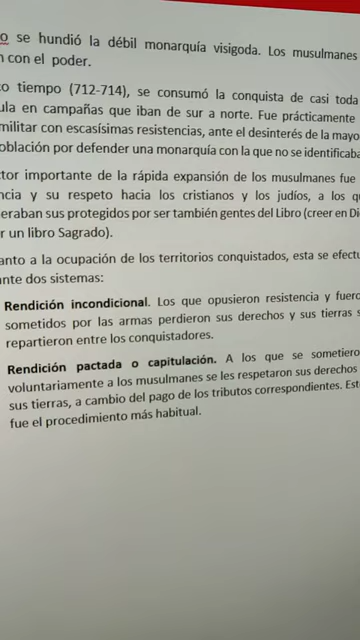 o se hundió la débil monarquía visigoda. Los musulmanes
n con el poder.
o tiempo (712-714), se consumó la conquista de casi toda
ula en campañas que iban de sur a norte. Fue prácticamente
militar con escasísimas resistencias, ante el desinterés de la mayo
oblación por defender una monarquía con la que no se identificaba
ctor importante de la rápida expansión de los musulmanes fue
ncia y su respeto hacia los cristianos y los judíos, a los qu
eraban sus protegidos por ser también gentes del Libro (creer en Di
r un libro Sagrado).
anto a la ocupación de los territorios conquistados, esta se efectu
ante dos sistemas:
Rendición incondicional. Los que opusieron resistencia y fuero
sometidos por las armas perdieron sus derechos y sus tierras s
repartieron entre los conquistadores.
Rendición pactada o capitulación. A los que se sometiero
voluntariamente a los musulmanes se les respetaron sus derechos
sus tierras, a cambio del pago de los tributos correspondientes. Est
fue el procedimiento más habitual.